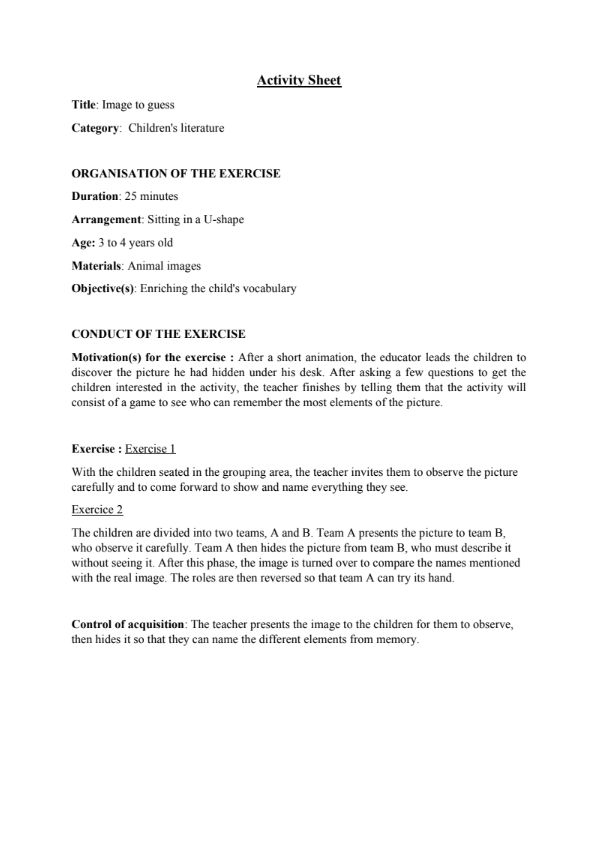 Activity Sheet
Title: Image to guess
Category:  Children's literature
ORGANISATION OF THE EXERCISE
Duration: 25 minutes
Arrangement: Sitting in a U-shape
Age: 3 to 4 years old
Materials: Animal images
Objective(s): Enriching the child's vocabulary
CONDUCT OF THE EXERCISE
Motivation(s) for the exercise : After a short animation, the educator leads the children to
discover the picture he had hidden under his desk. After asking a few questions to get the
children interested in the activity, the teacher finishes by telling them that the activity will
consist of a game to see who can remember the most elements of the picture.
Exercise : Exercise 1
With the children seated in the grouping area, the teacher invites them to observe the picture
carefully and to come forward to show and name everything they see.
Exercice 2
The children are divided into two teams, A and B. Team A presents the picture to team B,
who observe it carefully. Team A then hides the picture from team B, who must describe it
without seeing it. After this phase, the image is turned over to compare the names mentioned
with the real image. The roles are then reversed so that team A can try its hand.
Control of acquisition: The teacher presents the image to the children for them to observe,
then hides it so that they can name the different elements from memory.